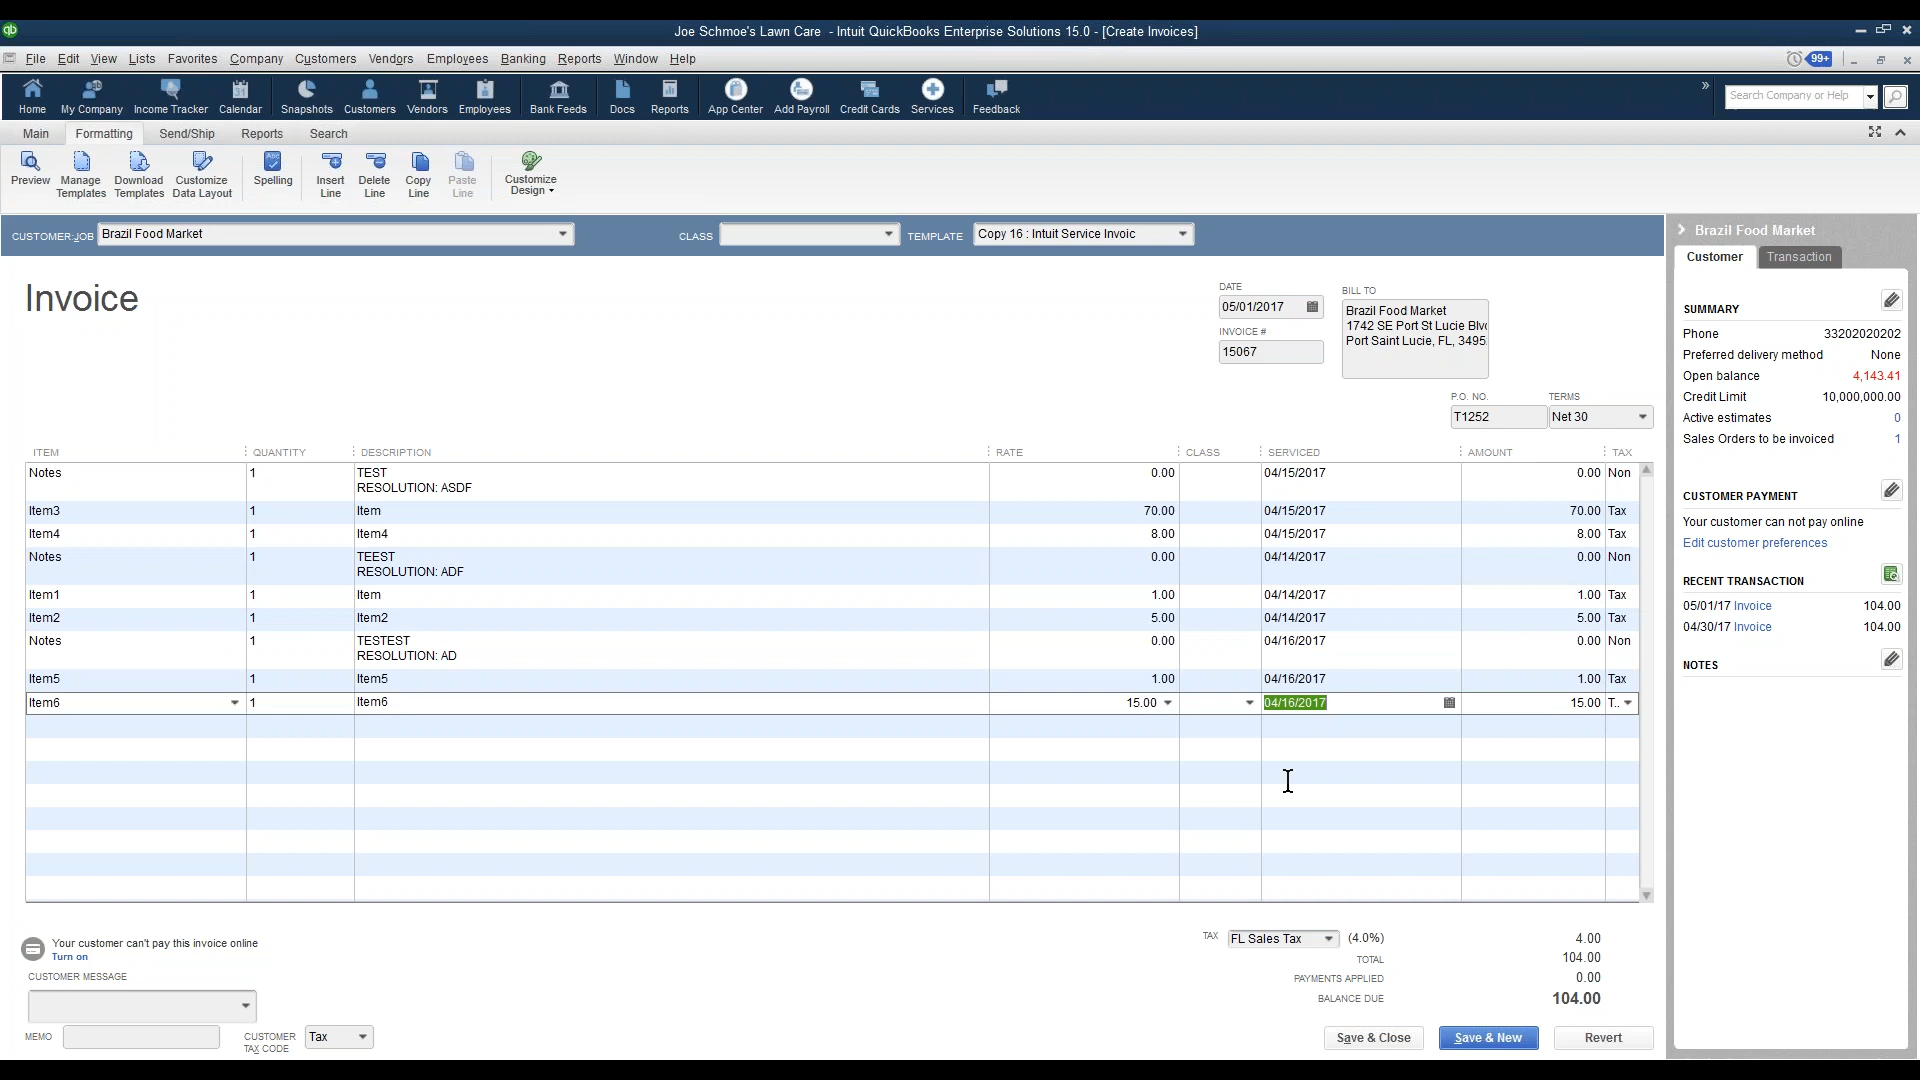 qb
Joe Schmoe's Lawn Care - Intuit QuickBooks Enterprise Solutions 15.0 - [Create Invoices]
File Edit View Lists Favorites Company Customers Vendors Employees Banking Reports Window Help 99+
Home My Company Income Tracker 31 Calendar Snapshots Customers Vendors Employees Bank Feeds Docs Reports App Center Add Payroll Credit Cards Services Feedback » Search Company or Help
Main Formatting Send/Ship Reports Search
Preview Manage Templates Download Templates Customize Data Layout Abc Spelling Insert Line Delete Line Copy Line Paste Line Customize Design
CUSTOMER:JOB Brazil Food Market CLASS TEMPLATE Copy 16 : Intuit Service Invoic
Invoice
DATE
05/01/2017
INVOICE #
15067
BILL TO
Brazil Food Market
1742 SE Port St Lucie Blv
Port Saint Lucie, FL, 3495
P.O. NO. TERMS
T1252 Net 30
ITEM QUANTITY DESCRIPTION RATE CLASS SERVICED AMOUNT TAX
Notes 1 TEST 0.00 04/15/2017 0.00 Non
RESOLUTION: ASDF
Item3 1 Item 70.00 04/15/2017 70.00 Tax
Item4 1 Item4 8.00 04/15/2017 8.00 Tax
Notes 1 TEEST 0.00 04/14/2017 0.00 Non
RESOLUTION: ADF
Item1 1 Item 1.00 04/14/2017 1.00 Tax
Item2 1 Item2 5.00 04/14/2017 5.00 Tax
Notes 1 TESTEST 0.00 04/16/2017 0.00 Non
RESOLUTION: AD
Item5 1 Item5 1.00 04/16/2017 1.00 Tax
Item6 1 Item6 15.00 04/16/2017 15.00 T..
Your customer can't pay this invoice online
Turn on
CUSTOMER MESSAGE
MEMO CUSTOMER TAX CODE Tax
TAX FL Sales Tax (4.0%) 4.00
TOTAL 104.00
PAYMENTS APPLIED 0.00
BALANCE DUE 104.00
Save & Close Save & New Revert
Brazil Food Market
Customer Transaction
SUMMARY
Phone 33202020202
Preferred delivery method None
Open balance 4,143.41
Credit Limit 10,000,000.00
Active estimates 0
Sales Orders to be invoiced 1
CUSTOMER PAYMENT
Your customer can not pay online
Edit customer preferences
RECENT TRANSACTION
05/01/17 Invoice 104.00
04/30/17 Invoice 104.00
NOTES